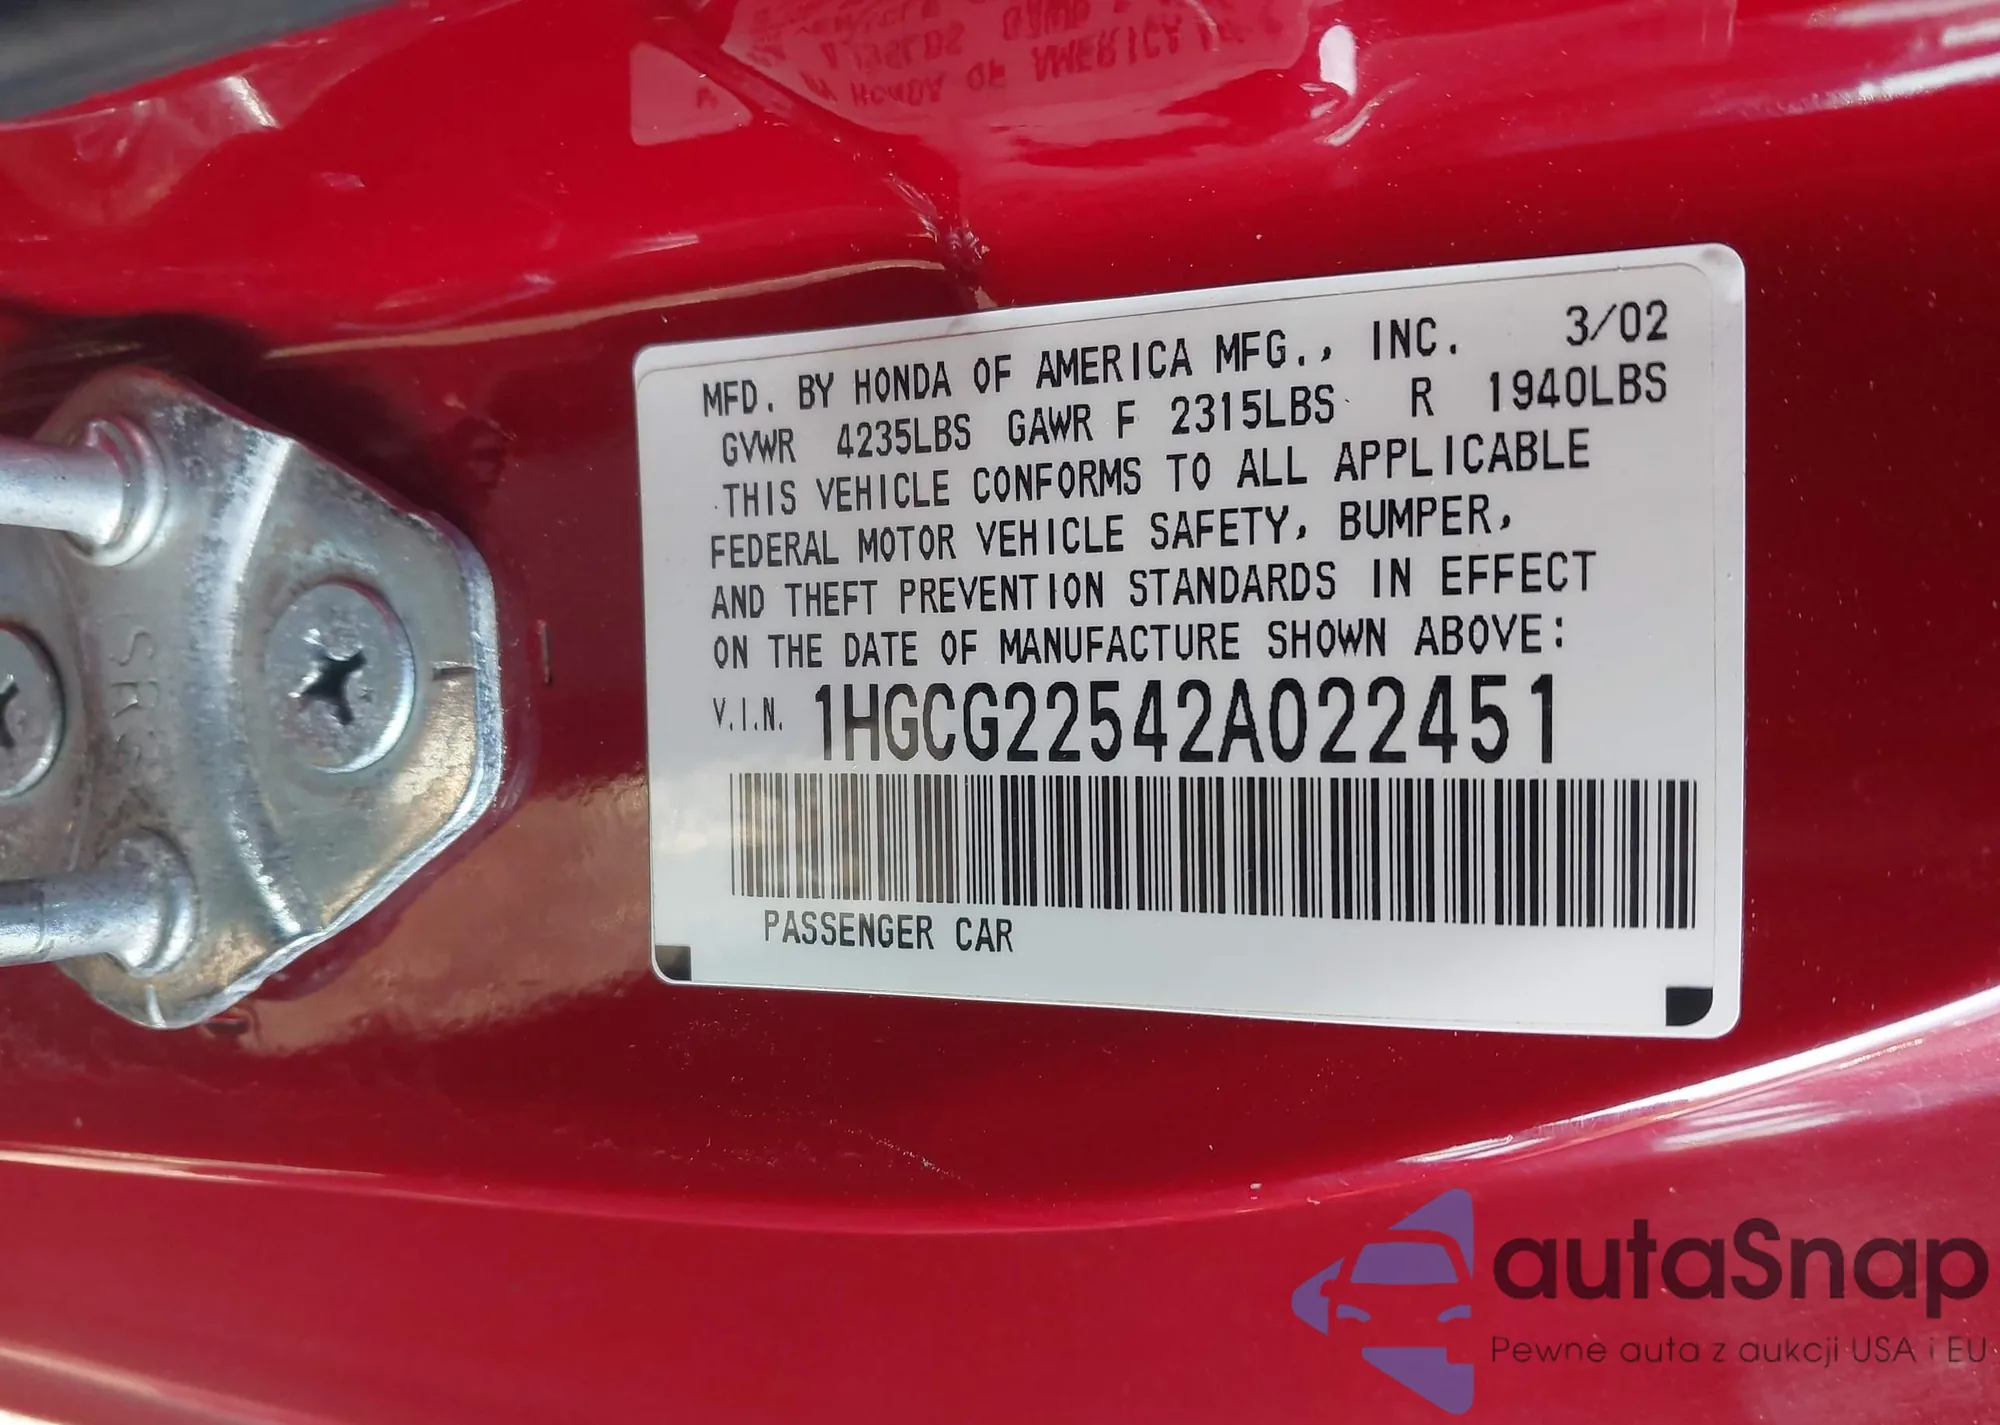 MFD. BY HONDA OF AMERICA MFG., INC. 3/02
GVWR 4235LBS GAWR F 2315LBS R 1940LBS
THIS VEHICLE CONFORMS TO ALL APPLICABLE
FEDERAL MOTOR VEHICLE SAFETY, BUMPER,
AND THEFT PREVENTION STANDARDS IN EFFECT
ON THE DATE OF MANUFACTURE SHOWN ABOVE:
V.I.N. 1HGCG22542A022451
PASSENGER CAR
autaSnap
Pewne auta z aukcji USA i EU